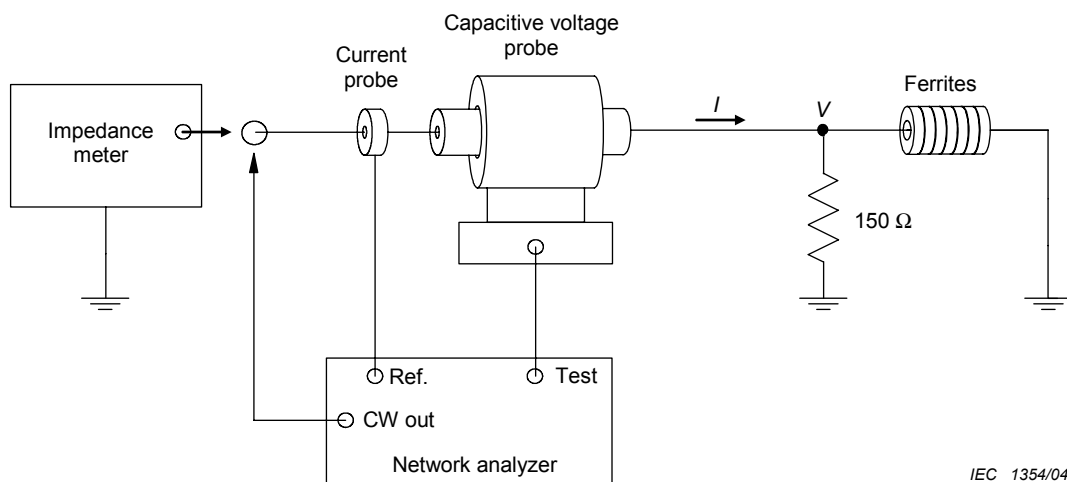 Capacitive voltage
probe
Current
probe
Ferrites
Impedance
meter
I
V
150 Ω
Ref.
Test
CW out
Network analyzer
IEC 1354/04